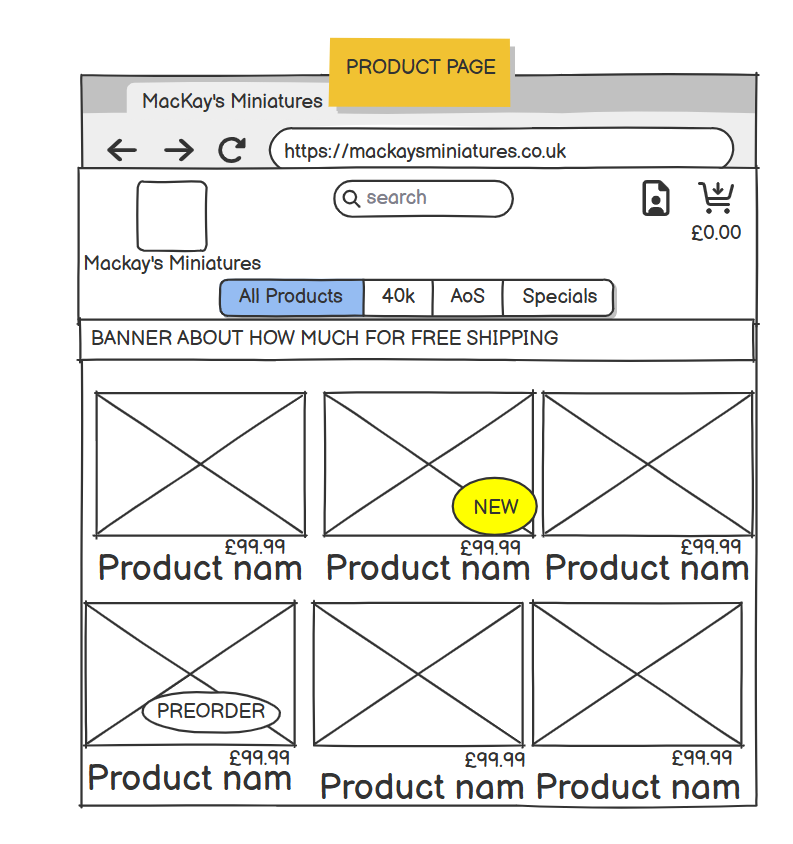 PRODUCT PAGE
MacKay's Miniatures
https://mackaysminiatures.co.uk
search
£0.00
Mackay's Miniatures
All Products 40k AoS Specials
BANNER ABOUT HOW MUCH FOR FREE SHIPPING
NEW
£99.99 £99.99 £99.99
Product nam Product nam Product nam
PREORDER
£99.99 £99.99 £99.99
Product nam Product nam Product nam